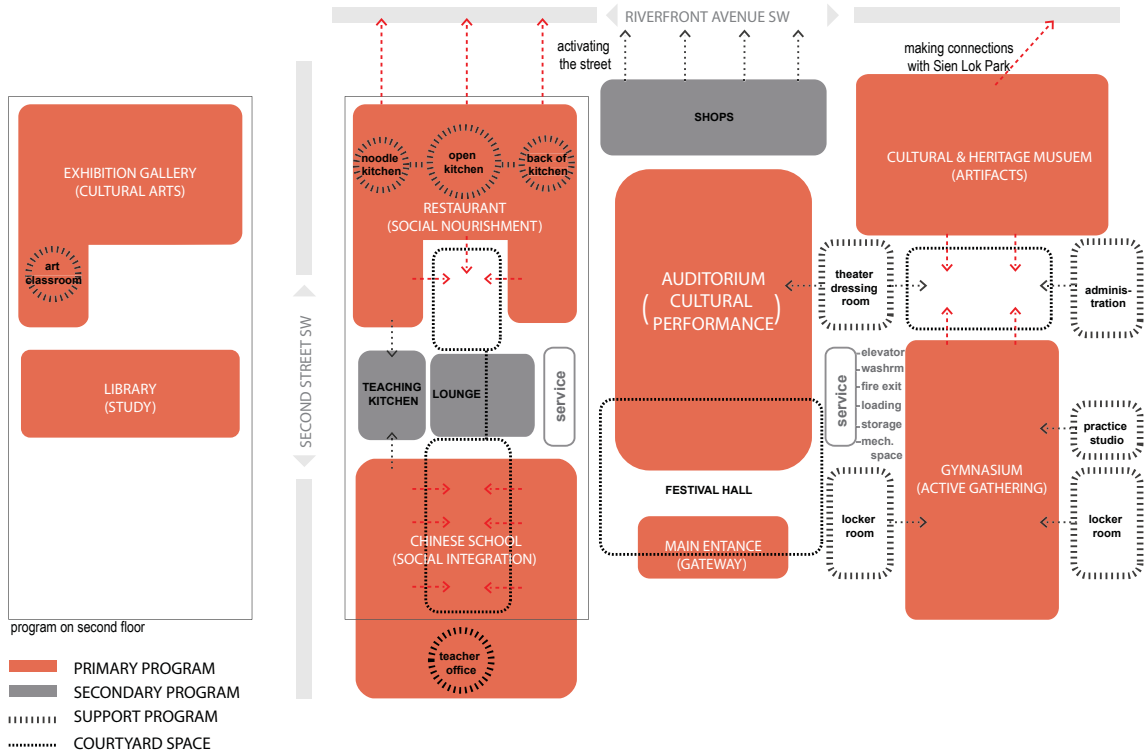 RIVERFRONT AVENUE SW
activating
the street
making connections
with Sien Lok Park
EXHIBITION GALLERY
(CULTURAL ARTS)
art
classroom
LIBRARY
(STUDY)
program on second floor
SECOND STREET SW
noodle
kitchen
open
kitchen
back of
kitchen
RESTAURANT
(SOCIAL NOURISHMENT)
TEACHING
KITCHEN
LOUNGE
service
CHINESE SCHOOL
(SOCIAL INTEGRATION)
teacher
office
SHOPS
AUDITORIUM
( CULTURAL )
PERFORMANCE
FESTIVAL HALL
MAIN ENTANCE
(GATEWAY)
CULTURAL & HERITAGE MUSUEM
(ARTIFACTS)
theater
dressing
room
adminis-
tration
service
elevator
washrm
fire exit
loading
storage
mech.
space
practice
studio
GYMNASIUM
(ACTIVE GATHERING)
locker
room
locker
room
PRIMARY PROGRAM
SECONDARY PROGRAM
SUPPORT PROGRAM
COURTYARD SPACE